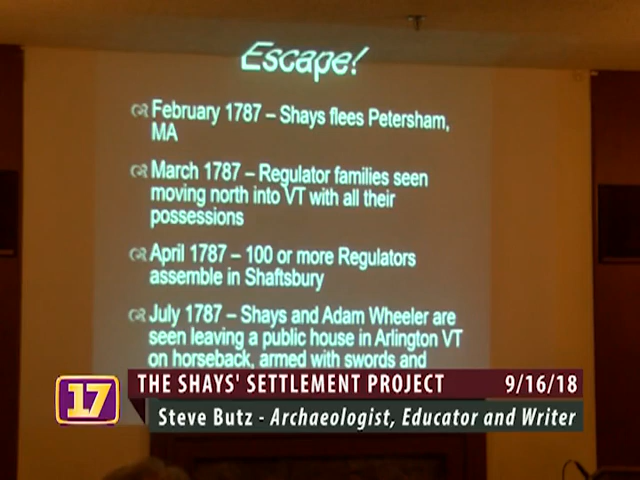 Escape!
February 1787 – Shays flees Petersham,
MA
March 1787 – Regulator families seen
moving north into VT with all their
possessions
April 1787 – 100 or more Regulators
assemble in Shaftsbury
July 1787 – Shays and Adam Wheeler are
seen leaving a public house in Arlington VT
on horseback, armed with swords and
17
THE SHAYS' SETTLEMENT PROJECT 9/16/18
Steve Butz - Archaeologist, Educator and Writer